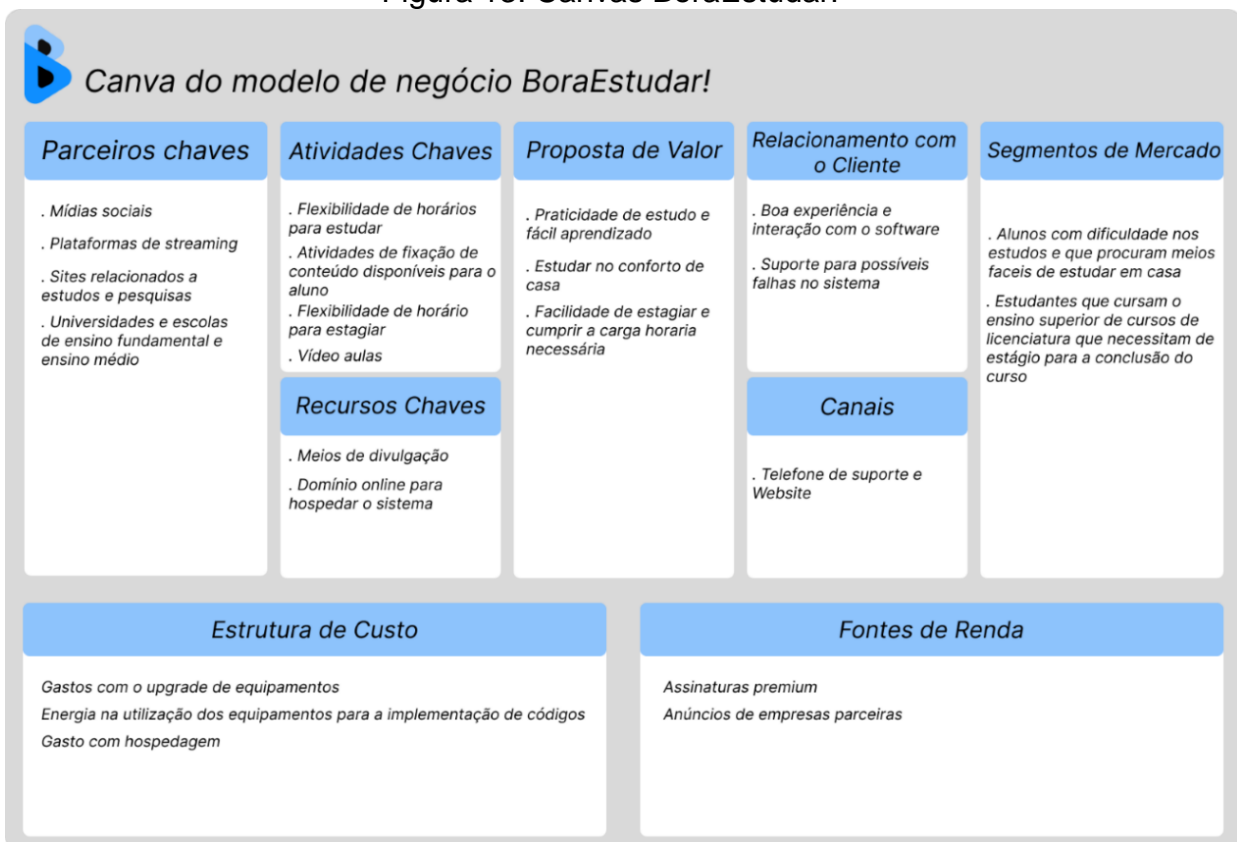 Figura 13: Canvas BoraEstudar!
Canva do modelo de negócio BoraEstudar!
Parceiros chaves
. Mídias sociais
. Plataformas de streaming
. Sites relacionados a
estudos e pesquisas
. Universidades e escolas
de ensino fundamental e
ensino médio
Atividades Chaves
. Flexibilidade de horários
para estudar
. Atividades de fixação de
conteúdo disponíveis para o
aluno
. Flexibilidade de horário
para estagiar
. Vídeo aulas
Recursos Chaves
. Meios de divulgação
. Domínio online para
hospedar o sistema
Proposta de Valor
. Praticidade de estudo e
fácil aprendizado
. Estudar no conforto de
casa
. Facilidade de estagiar e
cumprir a carga horaria
necessária
Relacionamento com
o Cliente
. Boa experiência e
interação com o software
. Suporte para possíveis
falhas no sistema
Canais
. Telefone de suporte e
Website
Segmentos de Mercado
. Alunos com dificuldade nos
estudos e que procuram meios
faceis de estudar em casa
. Estudantes que cursam o
ensino superior de cursos de
licenciatura que necessitam de
estágio para a conclusão do
curso
Estrutura de Custo
Gastos com o upgrade de equipamentos
Energia na utilização dos equipamentos para a implementação de códigos
Gasto com hospedagem
Fontes de Renda
Assinaturas premium
Anúncios de empresas parceiras